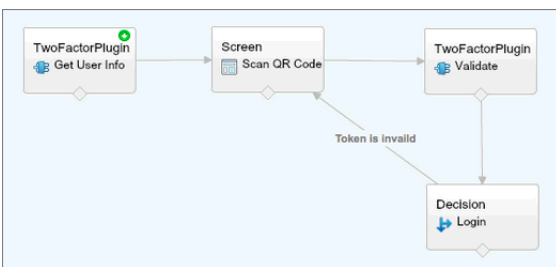 TwoFactorPlugin
Get User Info
Screen
Scan QR Code
TwoFactorPlugin
Validate
Token is invaild
Decision
Login